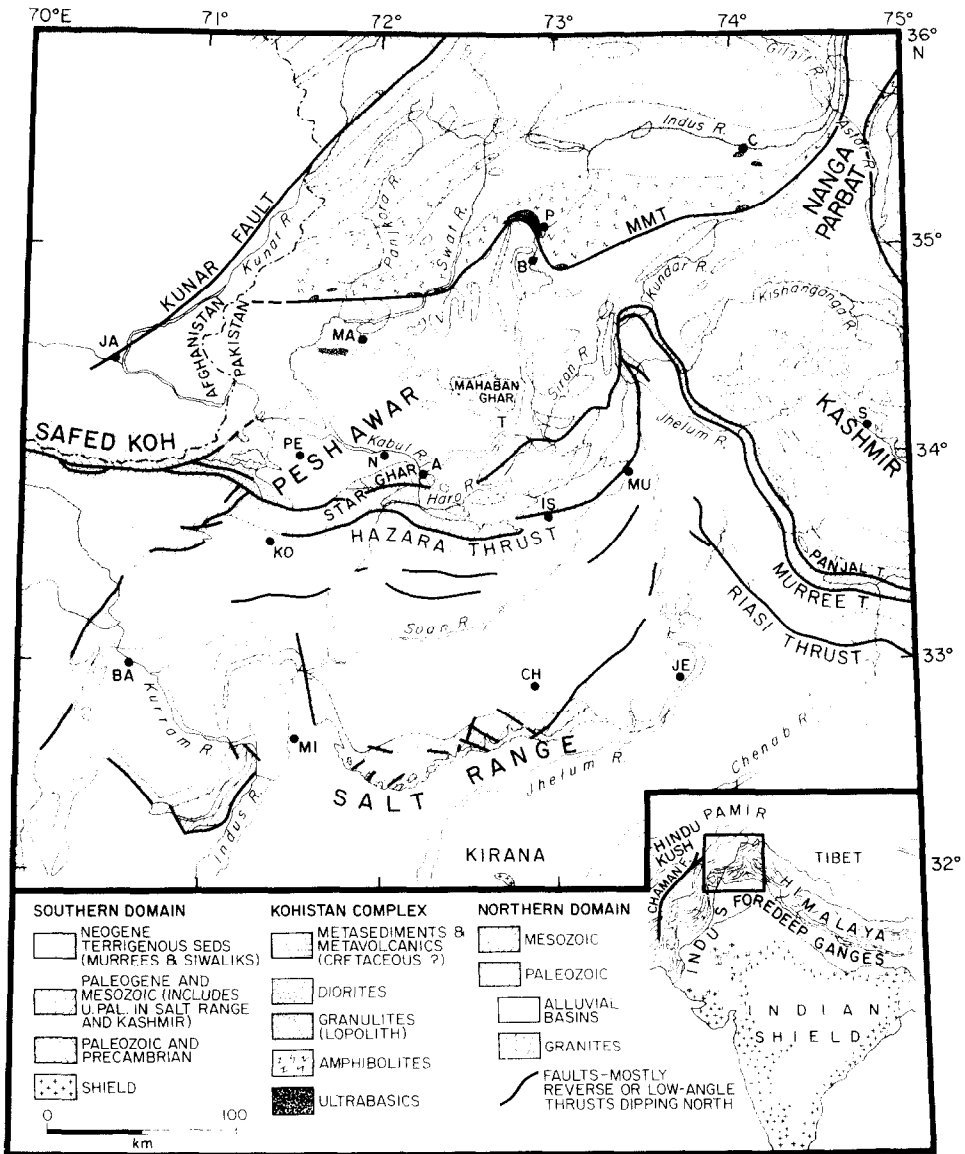 70°E 71° 72° 73° 74° 75°
36°
N
Gilgit R.
Indus R.
C
Astor R.
NANGA
PARBAT
KUNAR FAULT
Kunar R.
Panjkora R.
Swat R.
P
MMT
35°
B
Kundar R.
Kishanganga R.
JA
AFGHANISTAN
PAKISTAN
MA
MAHABAN
GHAR
T
Siran R.
Jhelum R.
S
KASHMIR
SAFED KOH
PE
PESHAWAR
Kabul R.
N
A
34°
STAR GHAR
Haro R.
MU
IS
KO
HAZARA THRUST
PANJAL T.
MURREE T.
RIASI THRUST
Soan R.
33°
BA
Kurram R.
CH
JE
MI
SALT RANGE
Jhelum R.
Chenab R.
Indus R.
KIRANA
32°
71° 72° 73°
PAMIR
HINDU
KUSH
CHAMAN F.
TIBET
HIMALAYA
FOREDEEP GANGES
INDUS
INDIAN
SHIELD
SOUTHERN DOMAIN
NEOGENE
TERRIGENOUS SEDS
(MURREES & SIWALIKS)
PALEOGENE AND
MESOZOIC (INCLUDES
U.PAL. IN SALT RANGE
AND KASHMIR)
PALEOZOIC AND
PRECAMBRIAN
SHIELD
0 100
km
KOHISTAN COMPLEX
METASEDIMENTS &
METAVOLCANICS
(CRETACEOUS ?)
DIORITES
GRANULITES
(LOPOLITH)
AMPHIBOLITES
ULTRABASICS
NORTHERN DOMAIN
MESOZOIC
PALEOZOIC
ALLUVIAL
BASINS
GRANITES
FAULTS-MOSTLY
REVERSE OR LOW-ANGLE
THRUSTS DIPPING NORTH